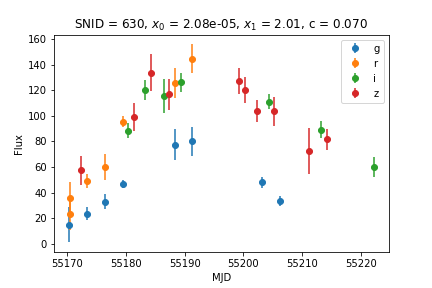 SNID = 630, x₀ = 2.08e-05, x₁ = 2.01, c = 0.070
160
140
120
100
80
60
40
20
0
Flux
g
r
i
z
55170 55180 55190 55200 55210 55220
MJD